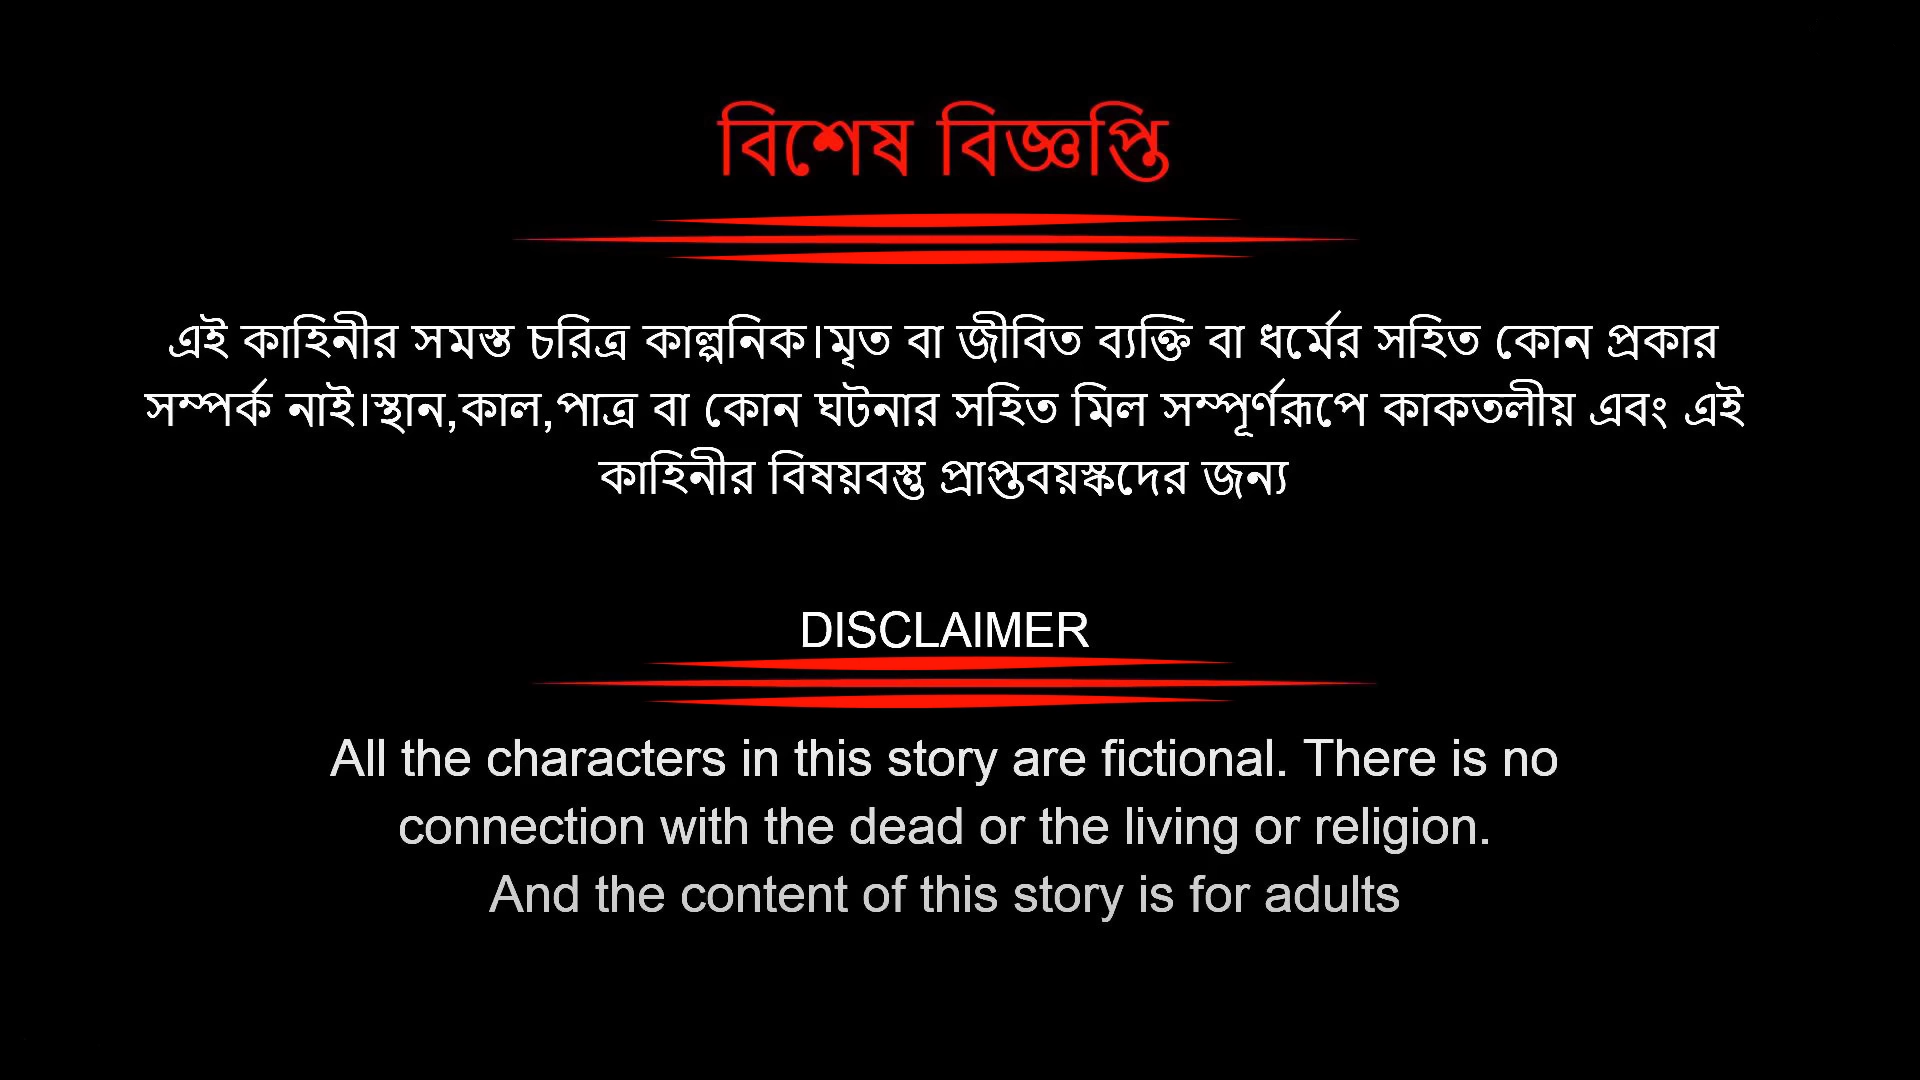 বিশেষ বিজ্ঞপ্তি
এই কাহিনীর সমস্ত চরিত্র কাল্পনিক।মৃত বা জীবিত ব্যক্তি বা ধর্মের সহিত কোন প্রকার
সম্পর্ক নাই।স্থান,কাল,পাত্র বা কোন ঘটনার সহিত মিল সম্পূর্ণরূপে কাকতলীয় এবং এই
কাহিনীর বিষয়বস্তু প্রাপ্তবয়স্কদের জন্য
DISCLAIMER
All the characters in this story are fictional. There is no
connection with the dead or the living or religion.
And the content of this story is for adults